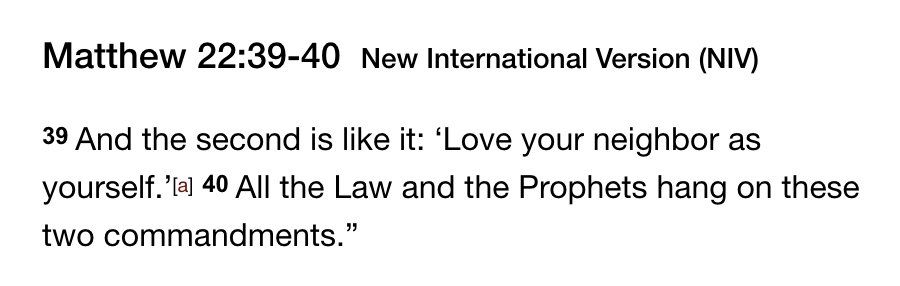 Matthew 22:39-40 New International Version (NIV)
39 And the second is like it: ‘Love your neighbor as
yourself.’[a] 40 All the Law and the Prophets hang on these
two commandments.”